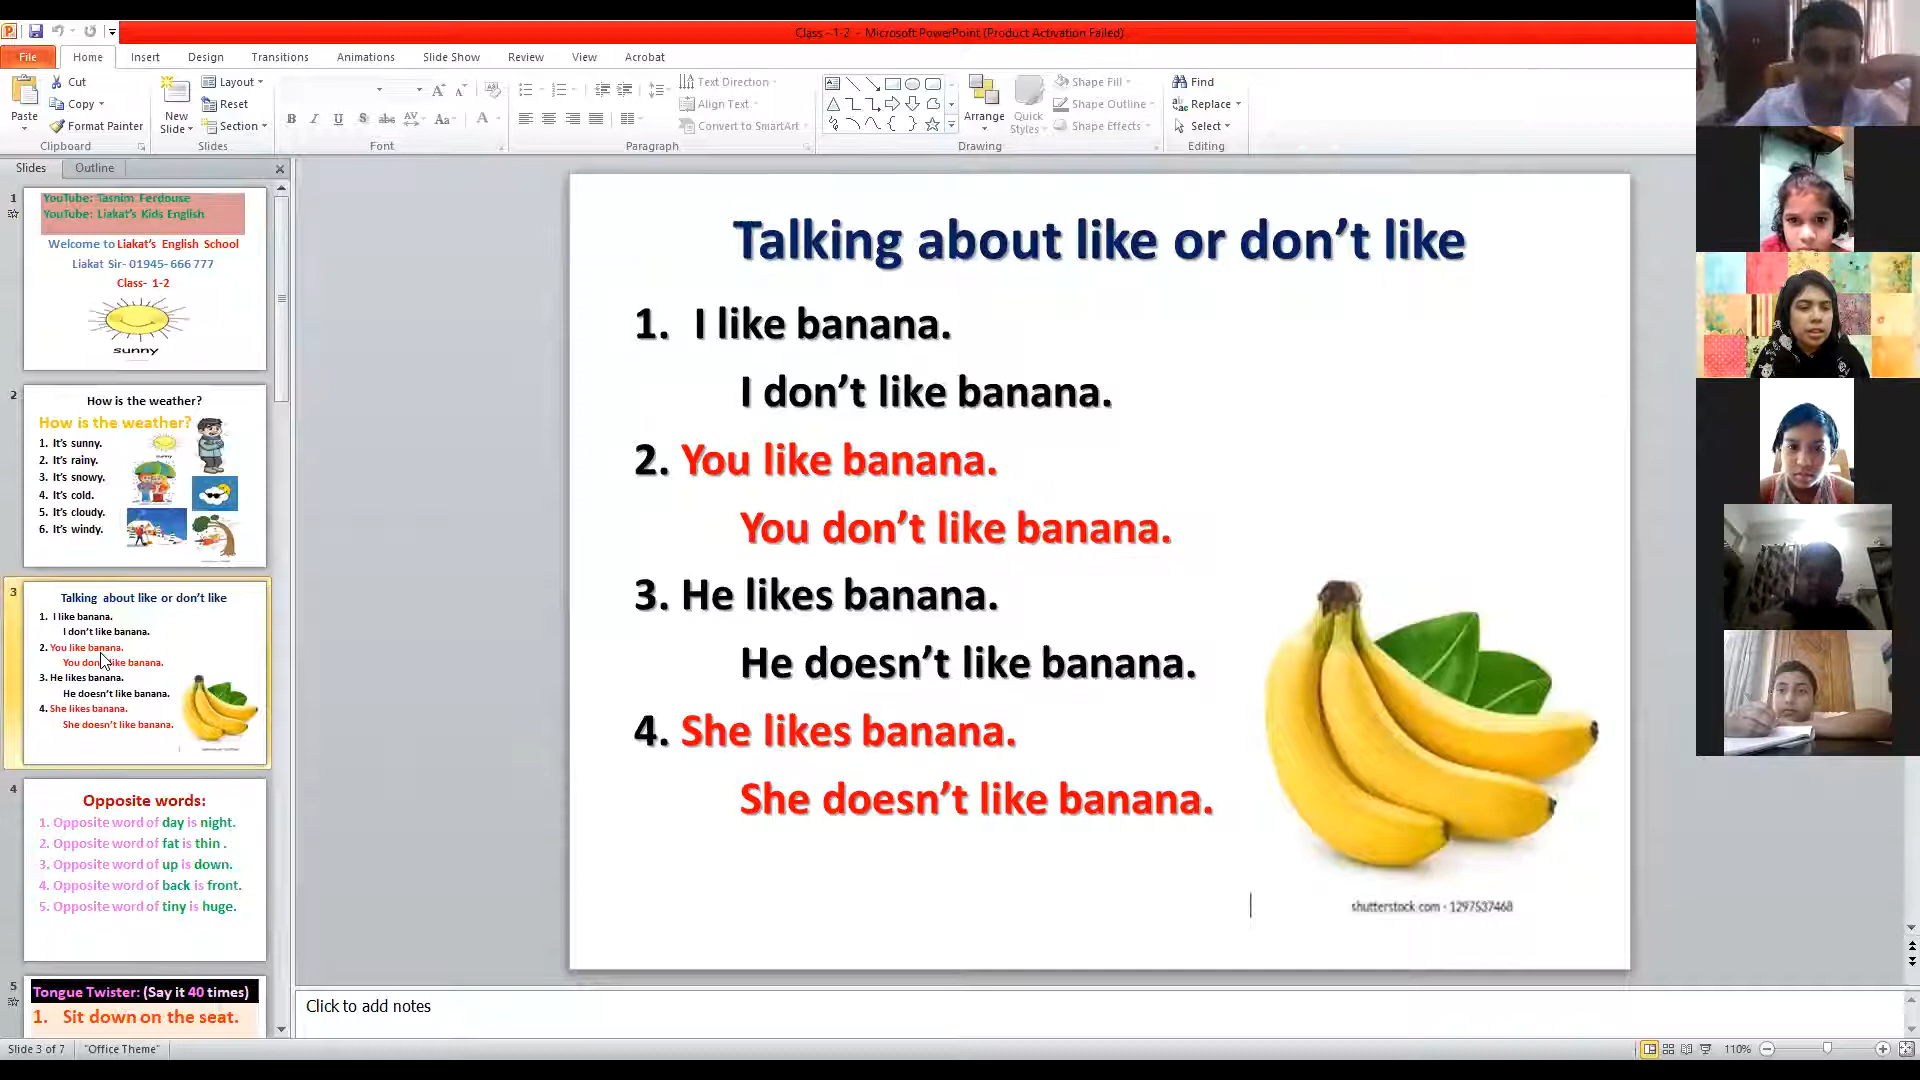 Class - 1-2 - Microsoft PowerPoint (Product Activation Failed)
File Home Insert Design Transitions Animations Slide Show Review View Acrobat
Paste
Cut
Copy
Format Painter
Clipboard
New
Slide
Layout
Reset
Section
Slides
Font
Text Direction
Align Text
Convert to SmartArt
Paragraph
Arrange
Quick
Styles
Shape Fill
Shape Outline
Shape Effects
Drawing
Find
Replace
Select
Editing
Slides Outline
1
YouTube: Tasnim Ferdouse
YouTube: Liakat's Kids English
Welcome to Liakat's English School
Liakat Sir- 01945- 666 777
Class- 1-2
sunny
2
How is the weather?
How is the weather?
1. It's sunny.
2. It's rainy.
3. It's snowy.
4. It's cold.
5. It's cloudy.
6. It's windy.
3
Talking about like or don't like
1. I like banana.
I don't like banana.
2. You like banana.
You don't like banana.
3. He likes banana.
He doesn't like banana.
4. She likes banana.
She doesn't like banana.
4
Opposite words:
1. Opposite word of day is night.
2. Opposite word of fat is thin .
3. Opposite word of up is down.
4. Opposite word of back is front.
5. Opposite word of tiny is huge.
5
Tongue Twister: (Say it 40 times)
1. Sit down on the seat.
Talking about like or don't like
1. I like banana.
I don't like banana.
2. You like banana.
You don't like banana.
3. He likes banana.
He doesn't like banana.
4. She likes banana.
She doesn't like banana.
shutterstock.com · 1297537468
Click to add notes
Slide 3 of 7 "Office Theme" 110%